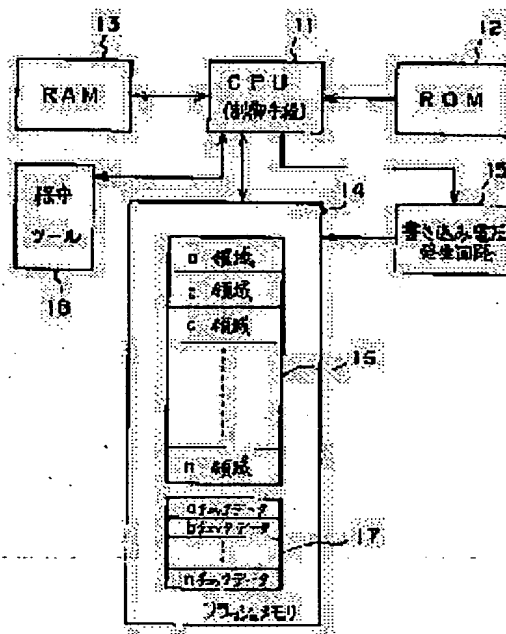 13
11
12
RAM
CPU
(制御手段)
ROM
14
15
ツール
書き込み電圧
発生回路
18
a 領域
領域
c 領域
16
n 領域
aチェックデータ
bチェックデータ
17
nチェックデータ
フラッシュメモリ